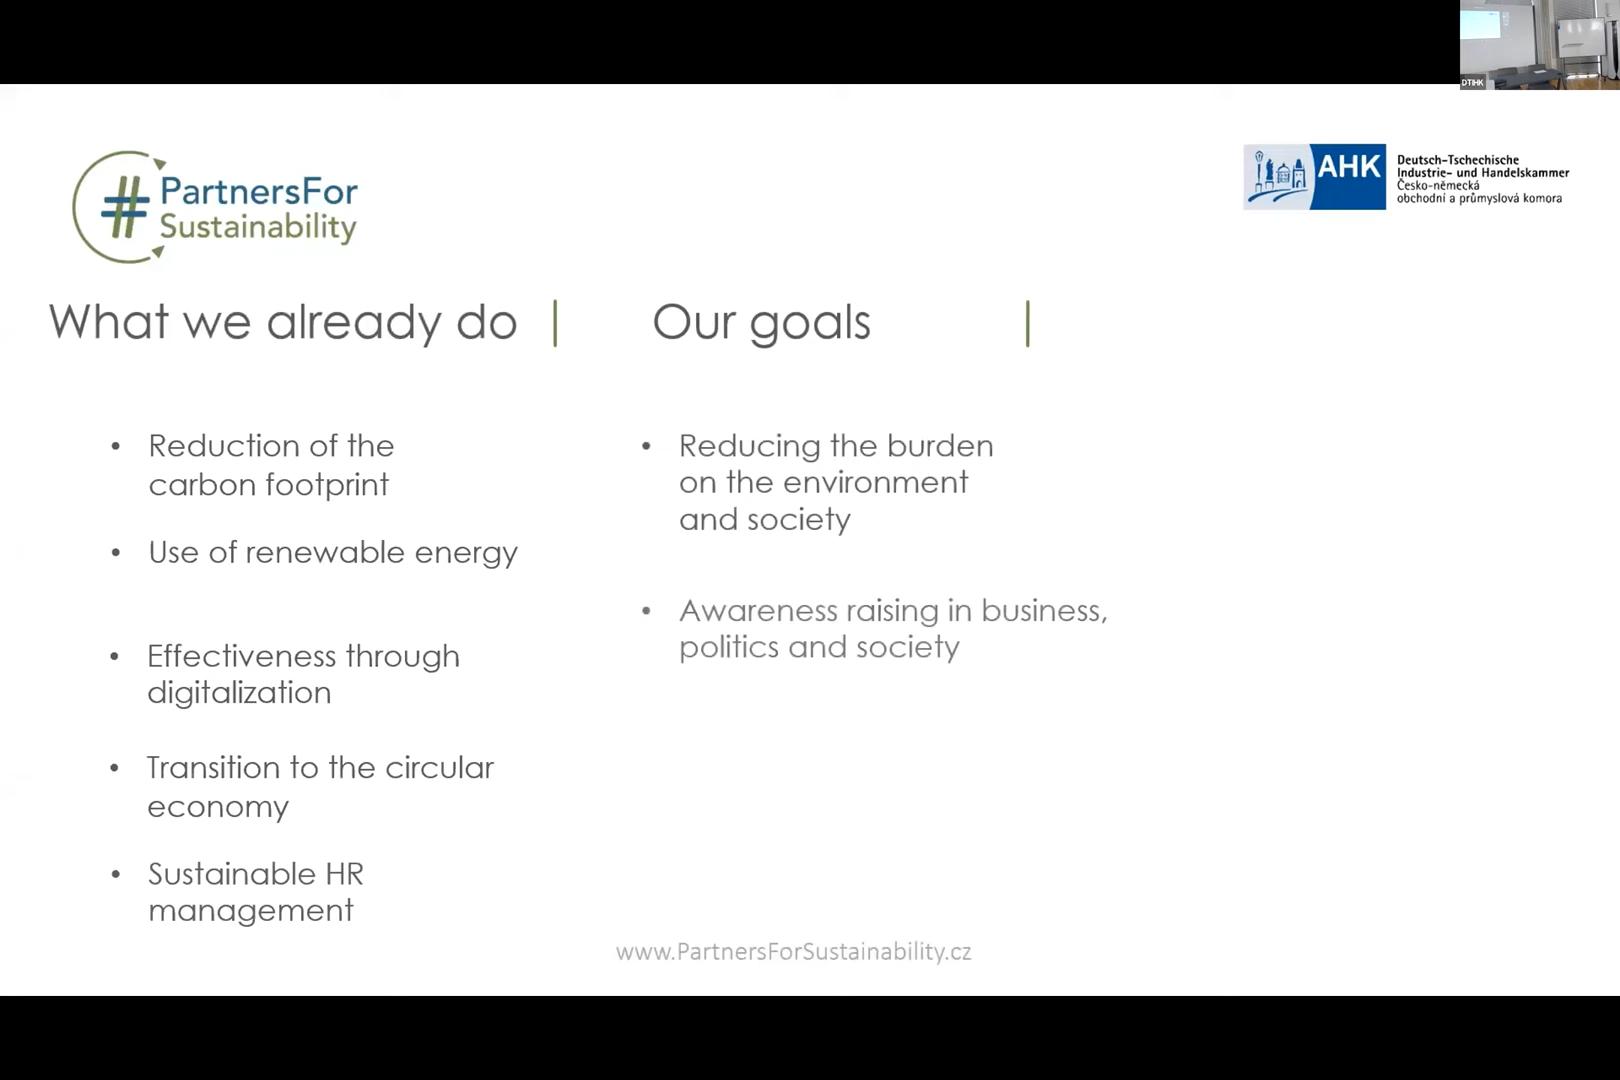 DTIHK
# PartnersFor
Sustainability
AHK
Deutsch-Tschechische
Industrie- und Handelskammer
Česko-německá
obchodní a průmyslová komora
What we already do
• Reduction of the
carbon footprint
• Use of renewable energy
• Effectiveness through
digitalization
• Transition to the circular
economy
• Sustainable HR
management
Our goals
• Reducing the burden
on the environment
and society
• Awareness raising in business,
politics and society
www.PartnersForSustainability.cz